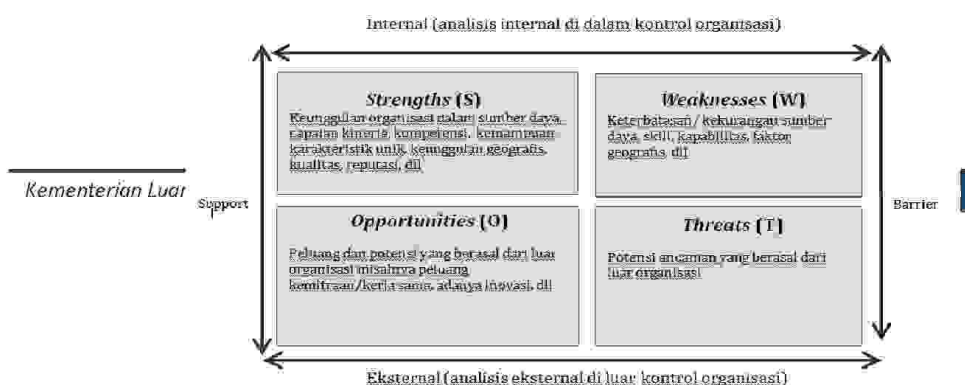 Internal (analisis internal di dalam kontrol organisasi)
Strengths (S)
Keunggulan organisasi dalam sumber daya,
capaian kinerja, kompetensi, kemampuan
karakteristik unik, keunggulan geografis,
kualitas, reputasi, dll
Weaknesses (W)
Keterbatasan/ kekurangan sumber
daya, skill, kapabilitas, faktor
geografis, dll
Kementerian Luar
Support
Barrier
Opportunities (O)
Peluang dan potensi yang berasal dari luar
organisasi misalnya peluang
kemitraan/kerja sama, adanya inovasi, dll
Threats (T)
Potensi ancaman yang berasal dari
luar organisasi
Eksternal (analisis eksternal di luar kontrol organisasi)